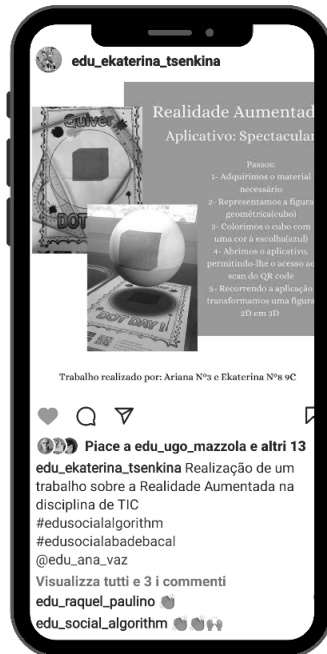 edu_ekaterina_tsenkina
Quiver
DOT DAY
DOT DAY!
Realidade Aumentad
Aplicativo: Spectacular
Passos:
1- Adquirimos o material
necessário
2- Representamos a figura
geométrica(cubo)
3- Colorimos o cubo com
uma cor à escolha(azul)
4- Abrimos o aplicativo,
permitindo-lhe o acesso ao
scan do QR code
5- Recorrendo a aplicação
transformamos uma figura
2D em 3D
Trabalho realizado por: Ariana Nº3 e Ekaterina Nº8 9C
Piace a edu_ugo_mazzola e altri 13
edu_ekaterina_tsenkina Realização de um
trabalho sobre a Realidade Aumentada na
disciplina de TIC
#edusocialalgorithm
#edusocialabadebacal
@edu_ana_vaz
Visualizza tutti e 3 i commenti
edu_raquel_paulino 👏
edu_social_algorithm 👏👏🙌